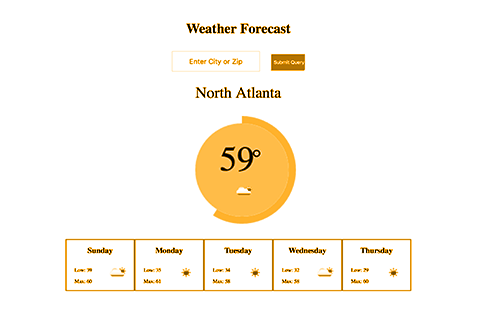 Weather Forecast
Enter City or Zip
Submit Query
North Atlanta
59°
Sunday
Low: 39
Max: 60
Monday
Low: 35
Max: 61
Tuesday
Low: 34
Max: 58
Wednesday
Low: 32
Max: 58
Thursday
Low: 29
Max: 60